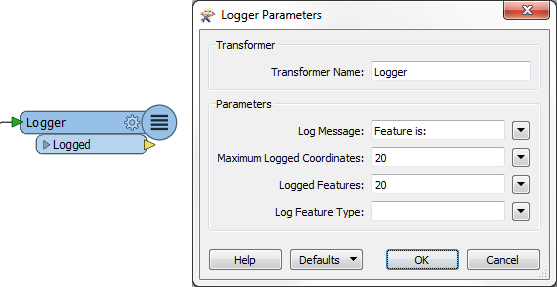 Logger
Logged
Logger Parameters
Transformer
Transformer Name: Logger
Parameters
Log Message: Feature is:
Maximum Logged Coordinates: 20
Logged Features: 20
Log Feature Type:
Help Defaults OK Cancel